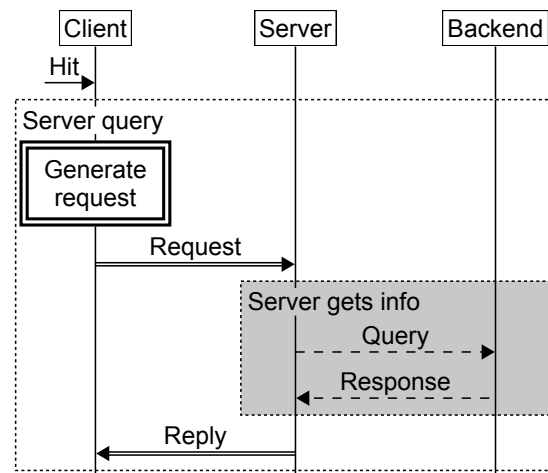 Client
Server
Backend
Hit
Server query
Generate
request
Request
Server gets info
Query
Response
Reply